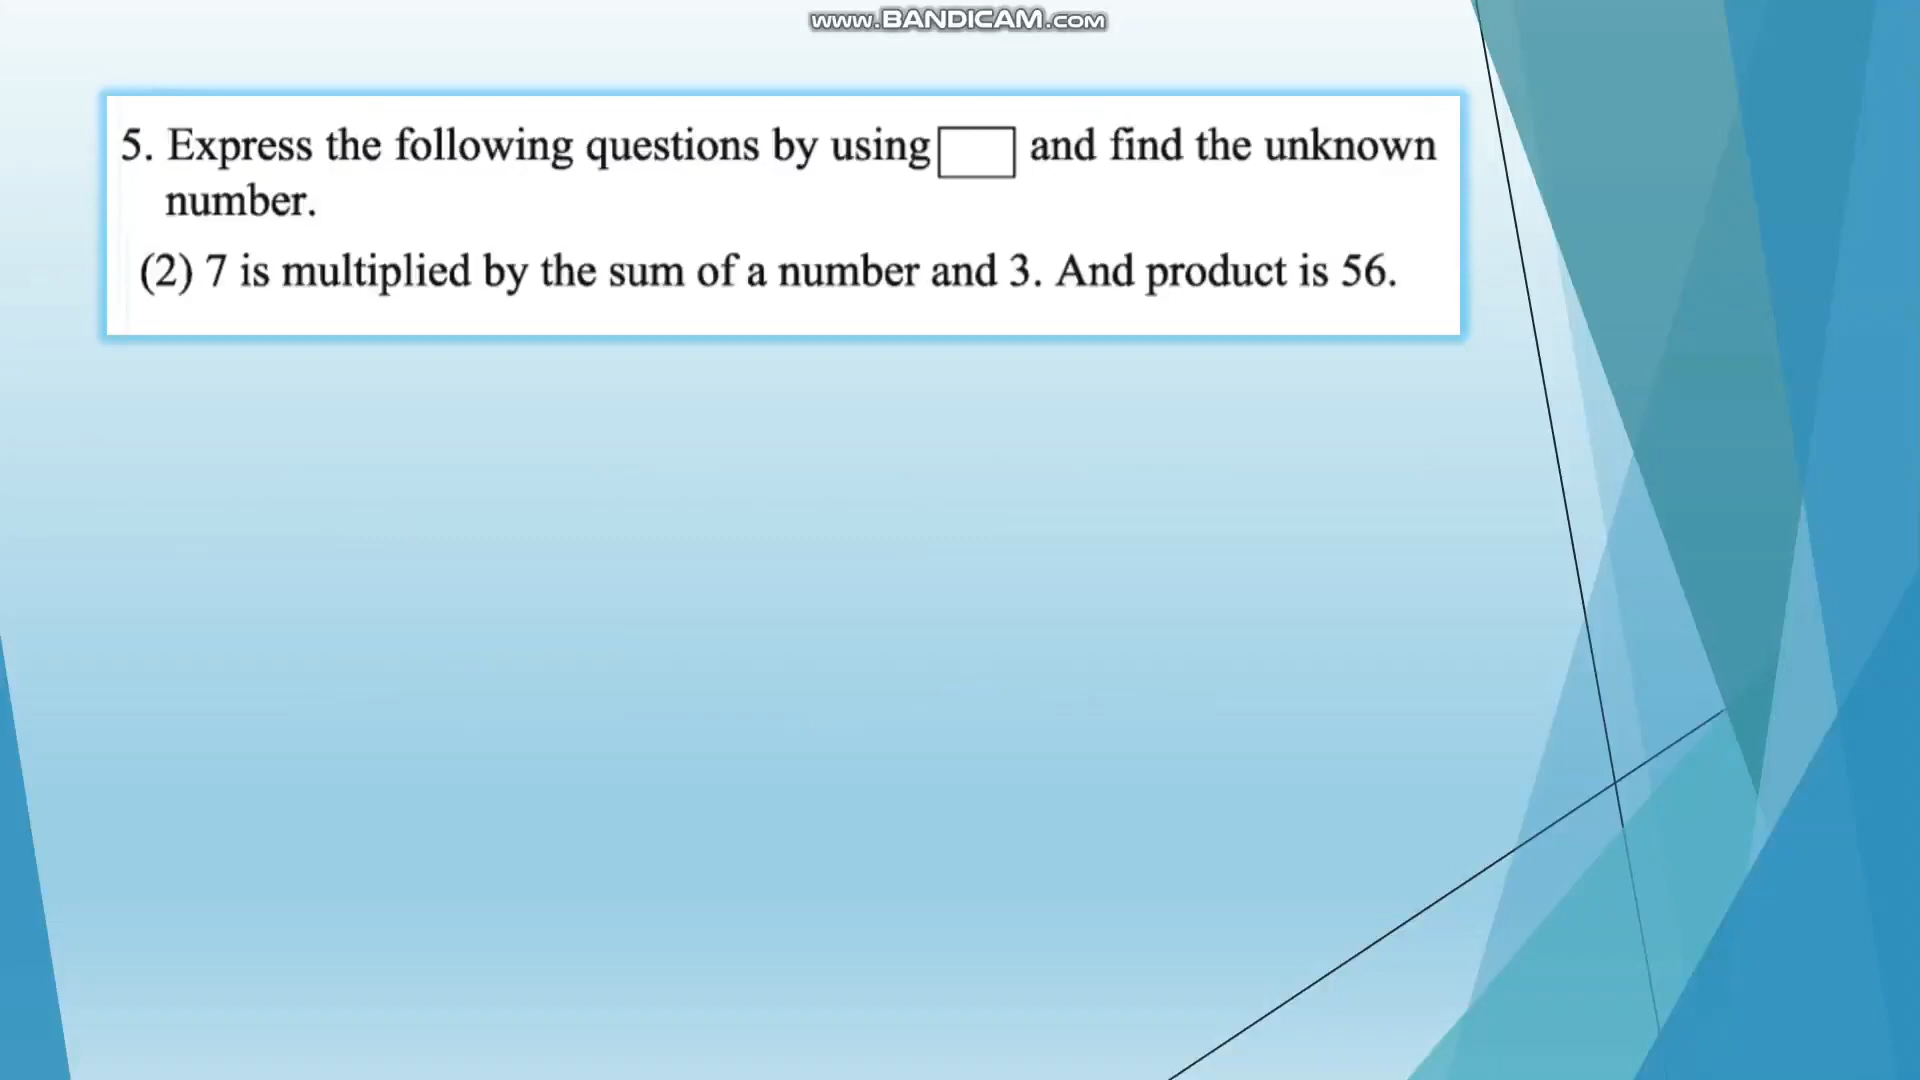 www.BANDICAM.com
5. Express the following questions by using and find the unknown
number.
(2) 7 is multiplied by the sum of a number and 3. And product is 56.